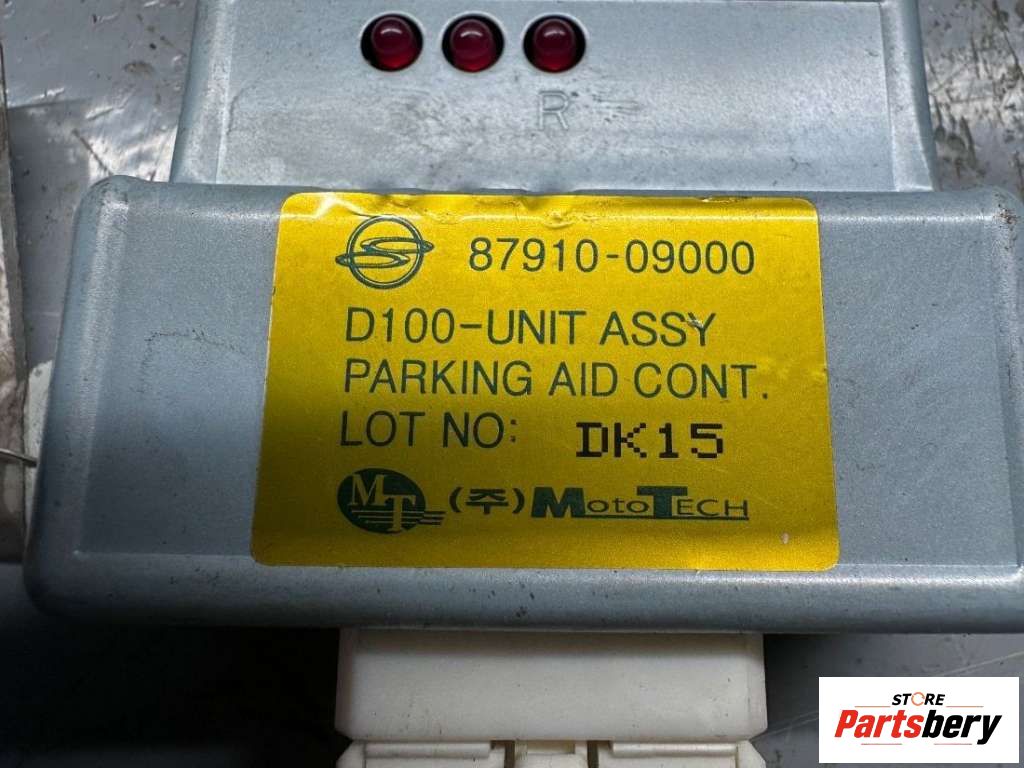 R
87910-09000
D100-UNIT ASSY
PARKING AID CONT.
LOT NO: DK15
MT (주) MOTOTECH
STORE
Partsbery